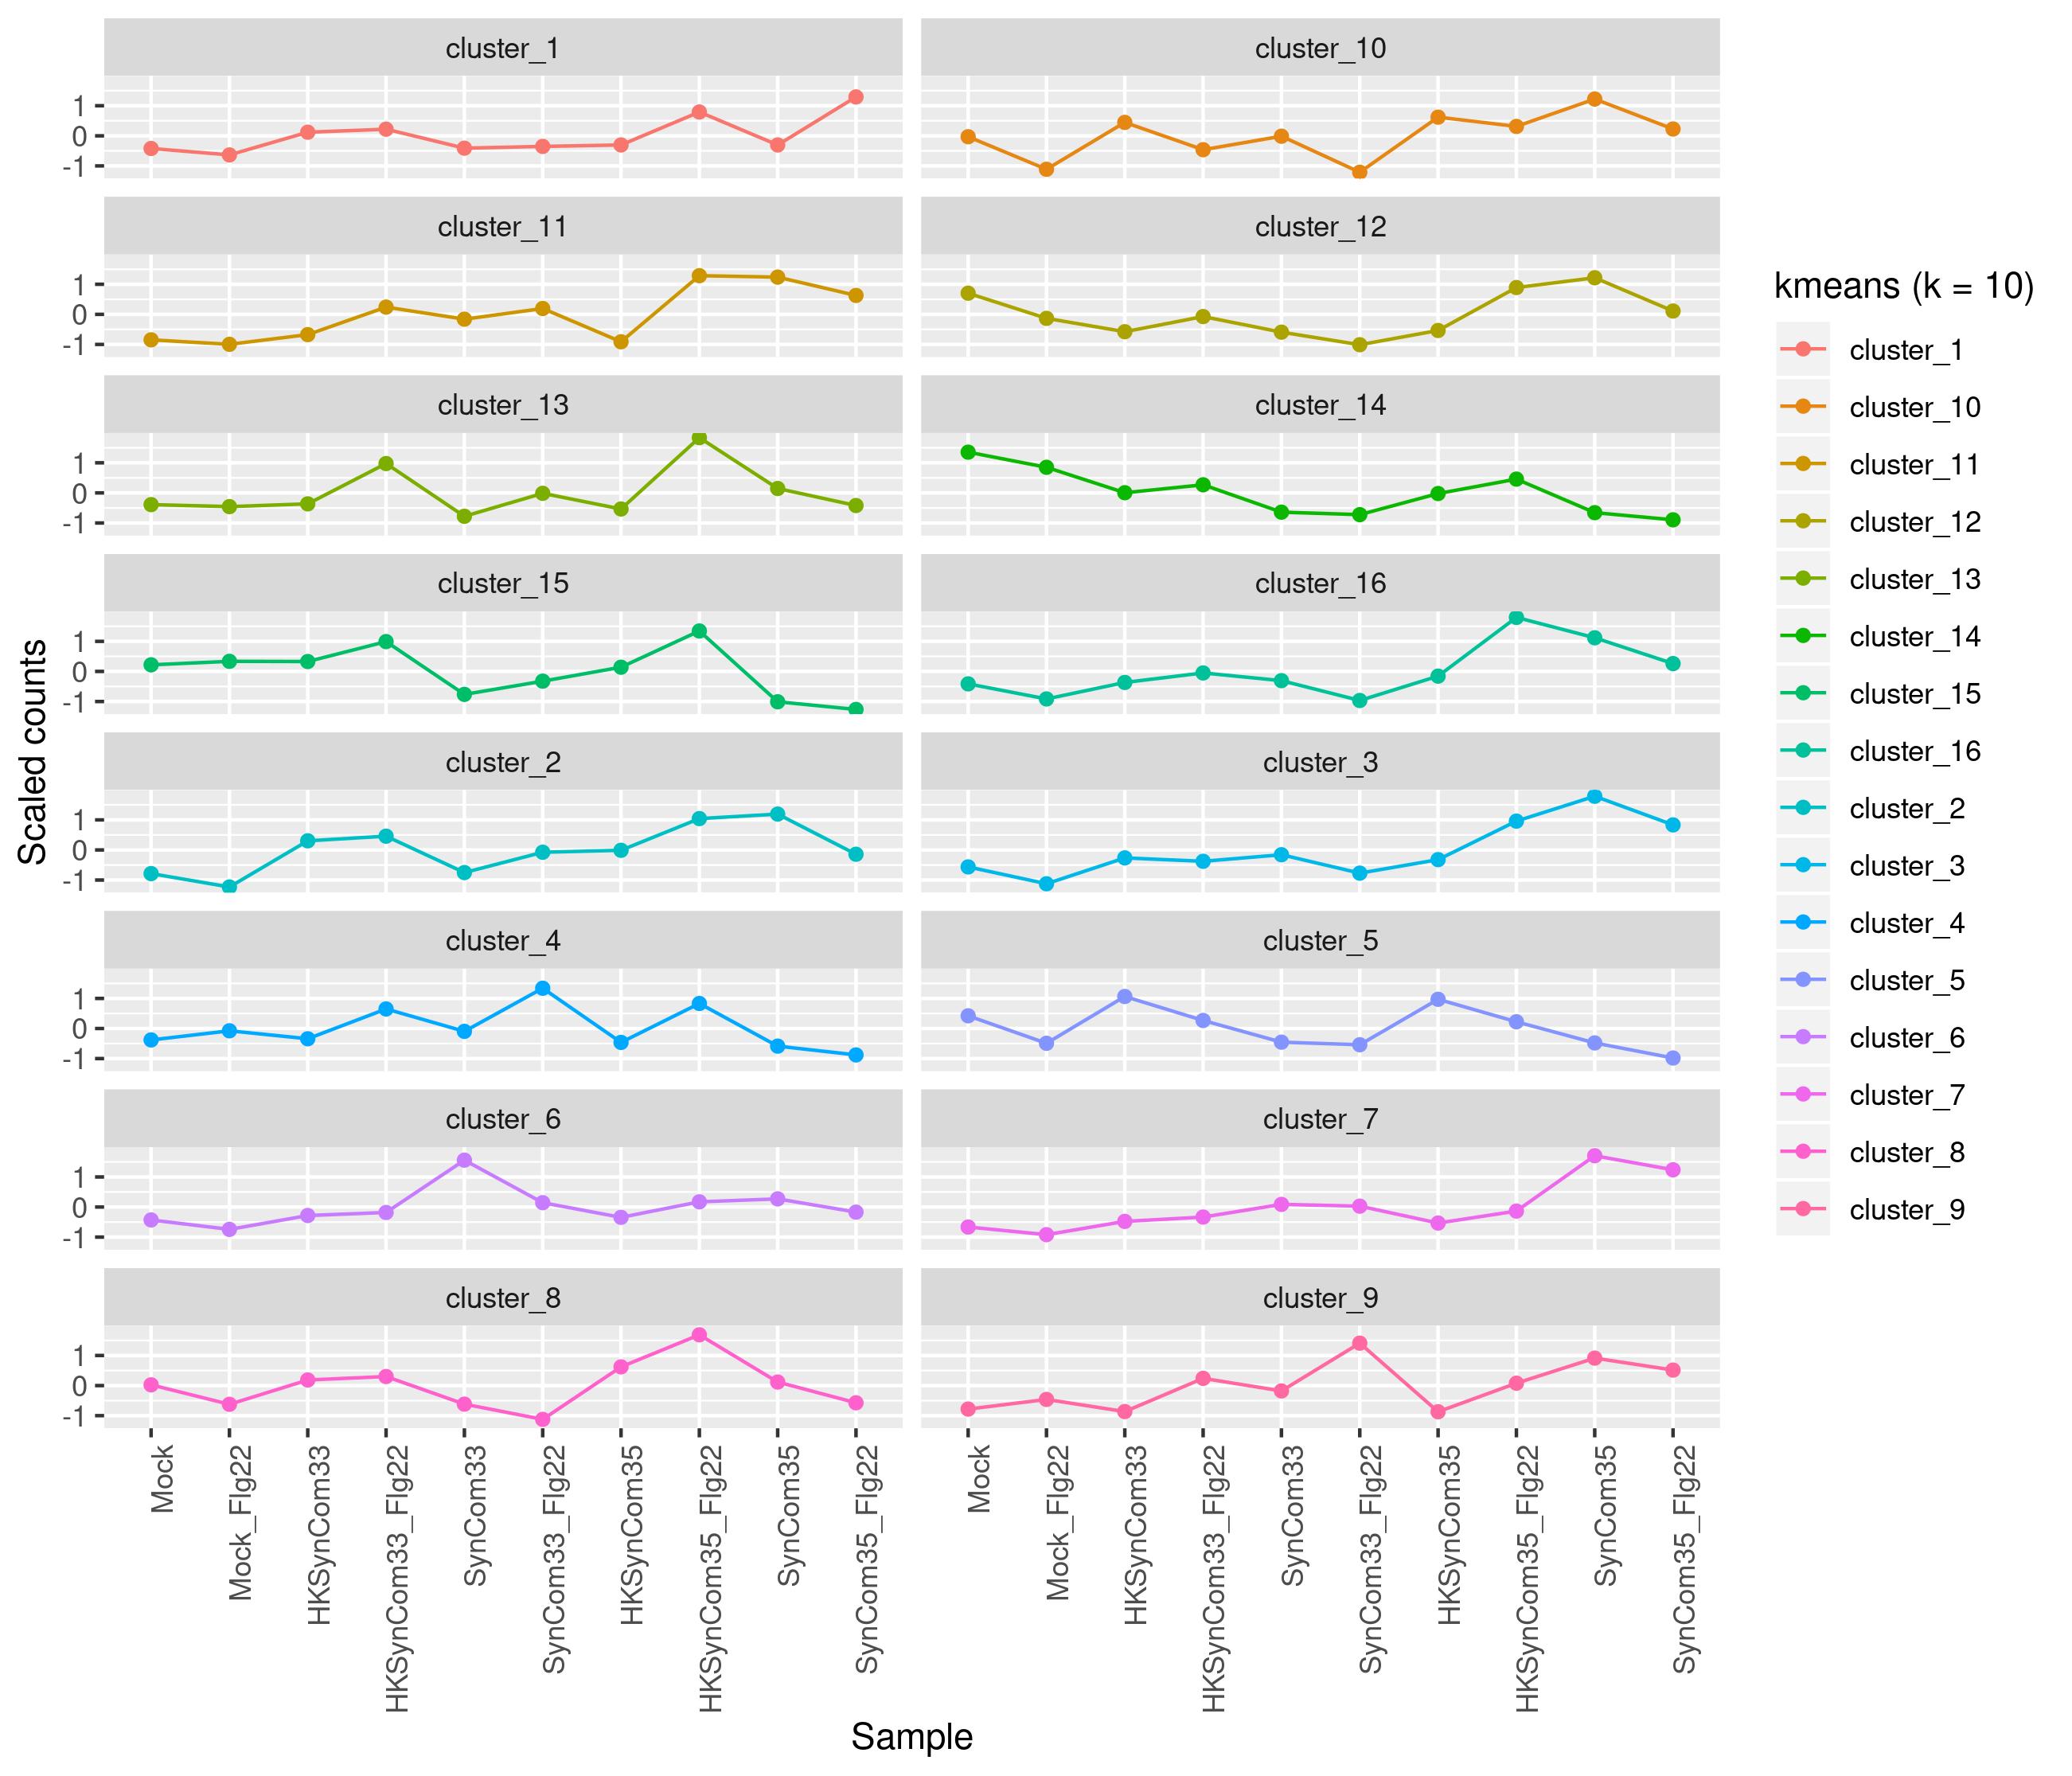 cluster_1
cluster_10
1
0
-1
cluster_11
cluster_12
1
0
-1
cluster_13
cluster_14
1
0
-1
cluster_15
cluster_16
1
0
-1
cluster_2
cluster_3
1
0
-1
cluster_4
cluster_5
1
0
-1
cluster_6
cluster_7
1
0
-1
cluster_8
cluster_9
1
0
-1
Scaled counts
Mock
Mock_Flg22
HKSynCom33
HKSynCom33_Flg22
SynCom33
SynCom33_Flg22
HKSynCom35
HKSynCom35_Flg22
SynCom35
SynCom35_Flg22
Mock
Mock_Flg22
HKSynCom33
HKSynCom33_Flg22
SynCom33
SynCom33_Flg22
HKSynCom35
HKSynCom35_Flg22
SynCom35
SynCom35_Flg22
Sample
kmeans (k = 10)
cluster_1
cluster_10
cluster_11
cluster_12
cluster_13
cluster_14
cluster_15
cluster_16
cluster_2
cluster_3
cluster_4
cluster_5
cluster_6
cluster_7
cluster_8
cluster_9